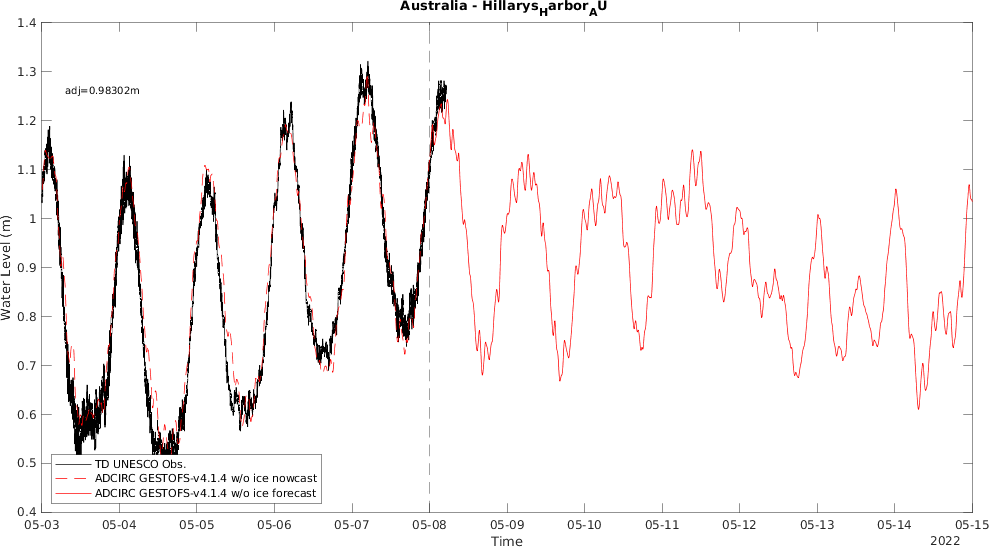 Australia - HillarysHarborAU
1.4
1.3
adj=0.98302m
1.2
1.1
1
Water Level (m)
0.9
0.8
0.7
0.6
0.5
0.4
TD UNESCO Obs.
ADCIRC GESTOFS-v4.1.4 w/o ice nowcast
ADCIRC GESTOFS-v4.1.4 w/o ice forecast
05-03 05-04 05-05 05-06 05-07 05-08 05-09 05-10 05-11 05-12 05-13 05-14 05-15
Time
2022